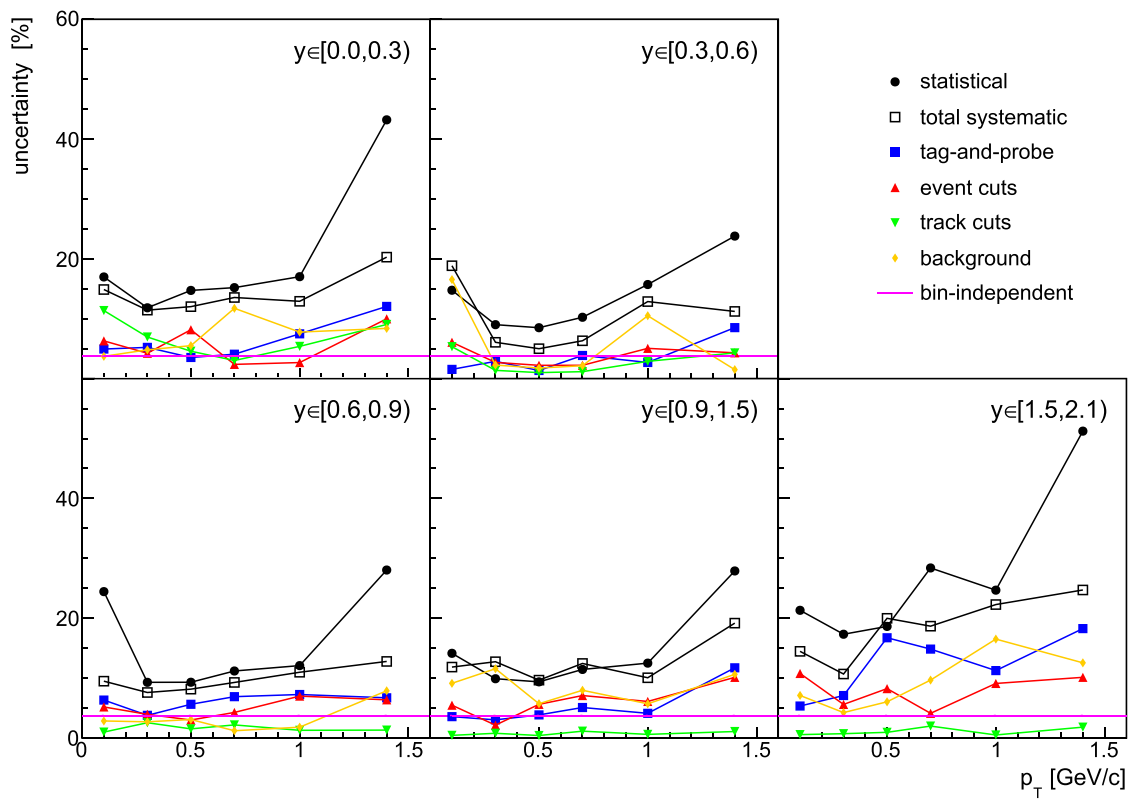 60
40
20
uncertainty [%]
y∈[0.0,0.3)
y∈[0.3,0.6)
statistical
total systematic
tag-and-probe
event cuts
track cuts
background
bin-independent
y∈[0.6,0.9)
y∈[0.9,1.5)
y∈[1.5,2.1)
40
20
0
0 0.5 1 1.5 0.5 1 1.5 0.5 1 1.5
p_T [GeV/c]